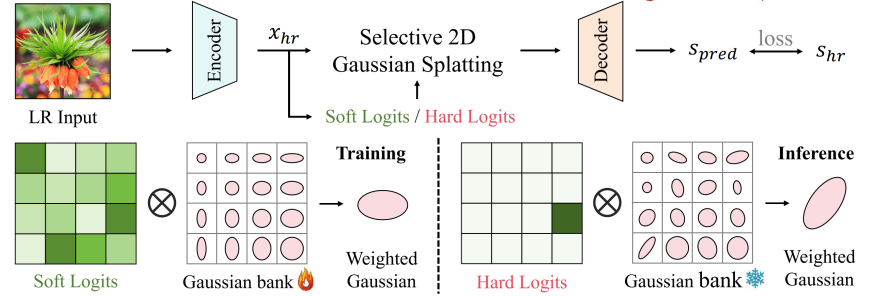 LR Input
Encoder
x_hr
Selective 2D
Gaussian Splatting
Soft Logits / Hard Logits
Decoder
s_pred
loss
s_hr
Training
Weighted
Gaussian
Soft Logits
Gaussian bank
Inference
Weighted
Gaussian
Hard Logits
Gaussian bank